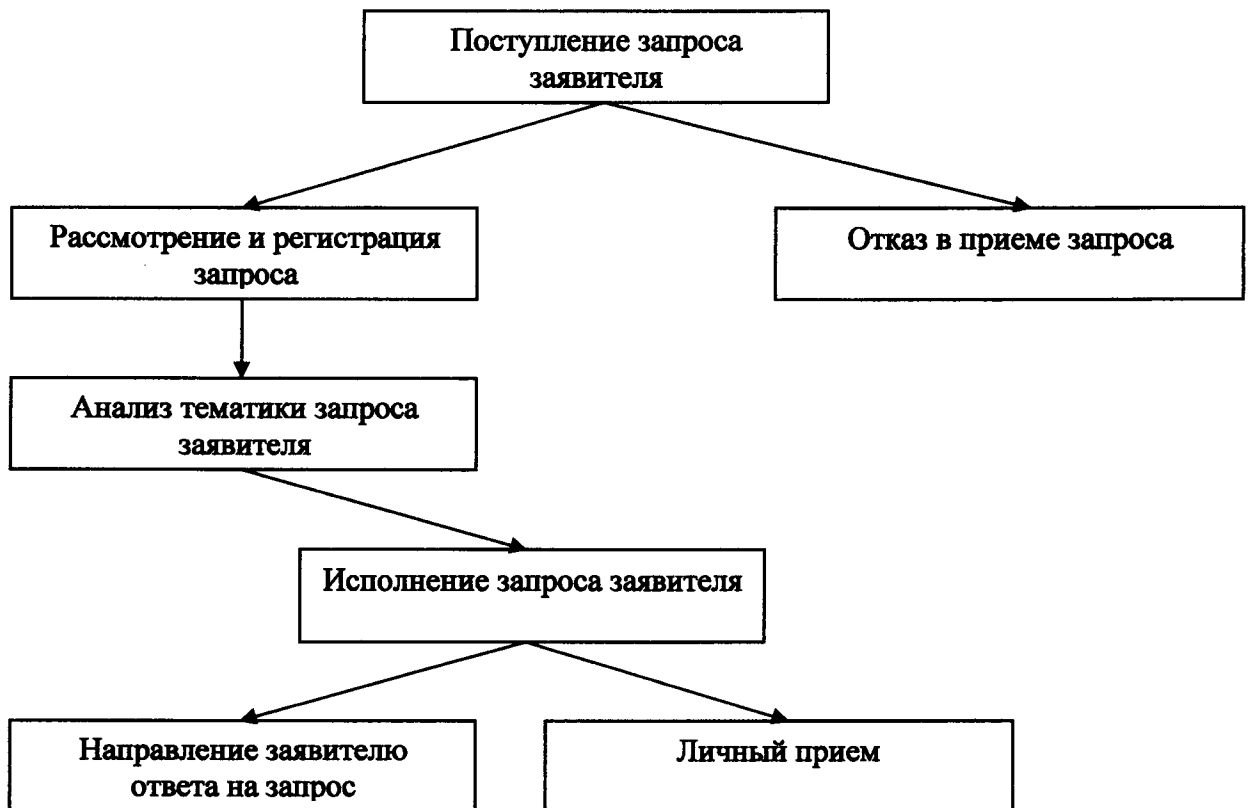 Поступление запроса
заявителя
Рассмотрение и регистрация
запроса
Отказ в приеме запроса
Анализ тематики запроса
заявителя
Исполнение запроса заявителя
Направление заявителю
ответа на запрос
Личный прием